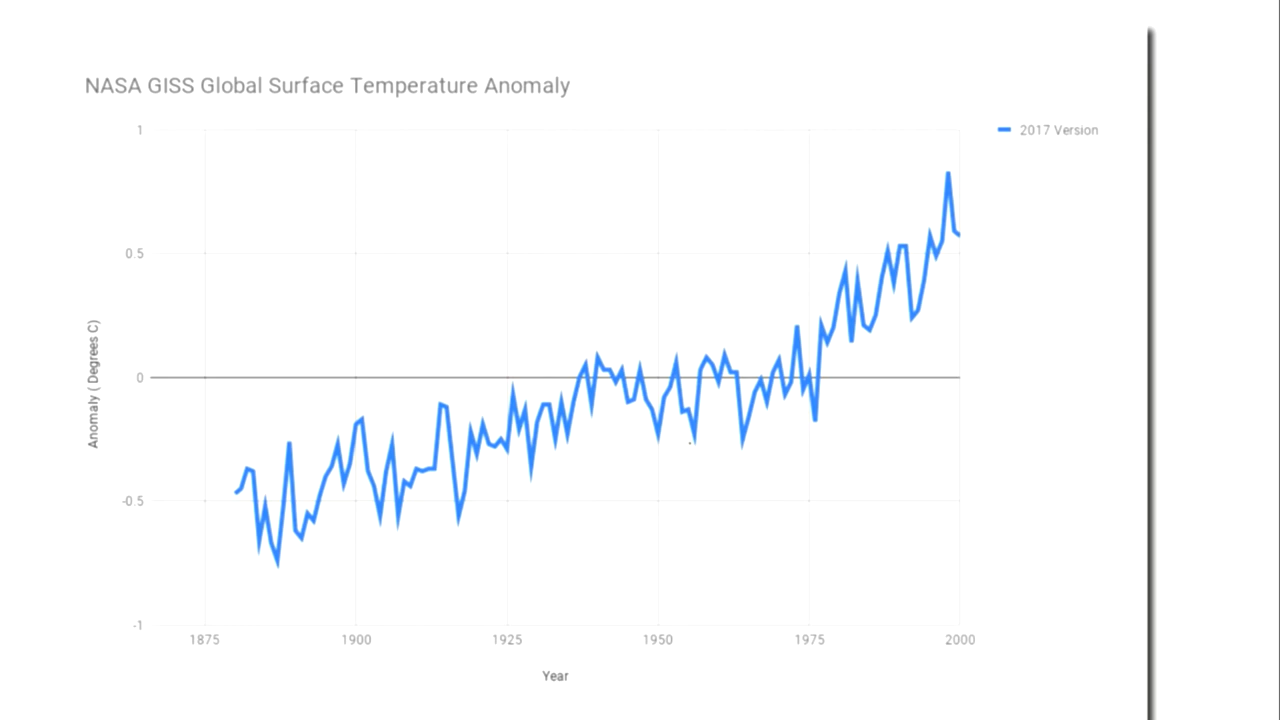 NASA GISS Global Surface Temperature Anomaly
1
2017 Version
0.5
0
-0.5
-1
Anomaly ( Degrees C)
1875
1900
1925
1950
1975
2000
Year